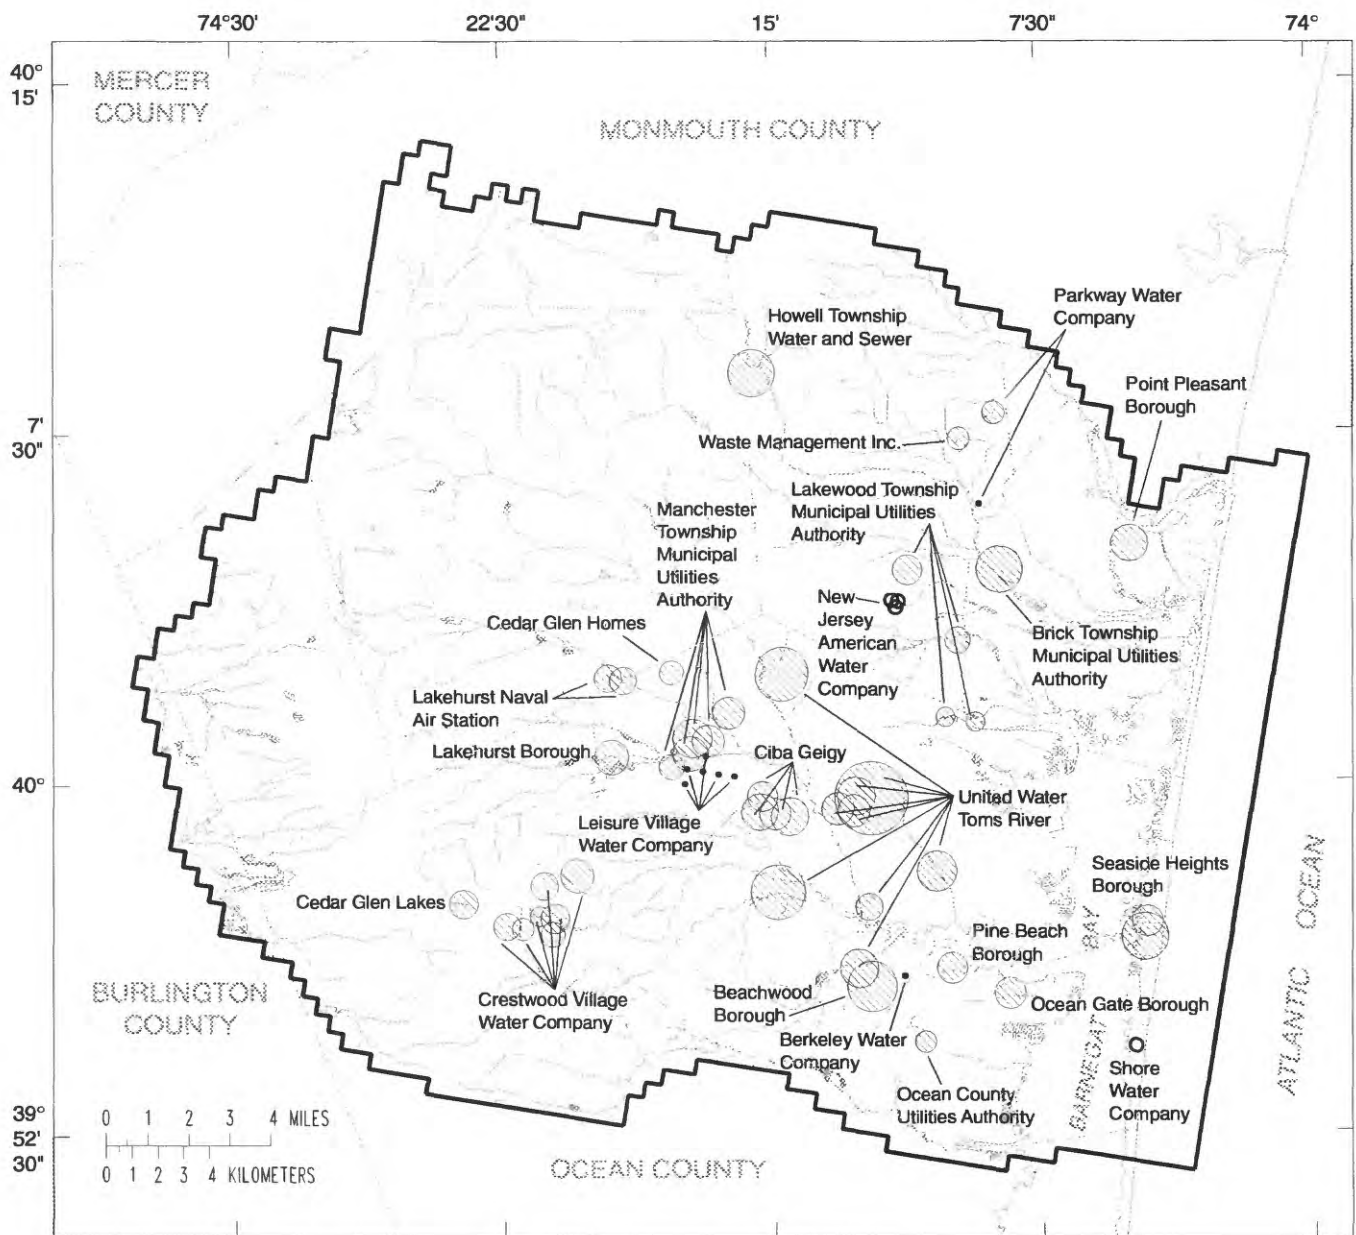 74°30'
22'30"
15'
7'30"
74°
40°
15'
MERCER
COUNTY
MONMOUTH COUNTY
Parkway Water
Company
Howell Township
Water and Sewer
Point Pleasant
Borough
7'
30"
Waste Management Inc.
Lakewood Township
Municipal Utilities
Authority
Manchester
Township
Municipal
Utilities
Authority
New
Jersey
American
Water
Company
Cedar Glen Homes
Brick Township
Municipal Utilities
Authority
Lakehurst Naval
Air Station
Lakehurst Borough
Ciba Geigy
40°
United Water
Toms River
Leisure Village
Water Company
Seaside Heights
Borough
Cedar Glen Lakes
Pine Beach
Borough
BARNEGAT BAY
ATLANTIC OCEAN
BURLINGTON
COUNTY
Crestwood Village
Water Company
Beachwood
Borough
Ocean Gate Borough
Berkeley Water
Company
Shore
Water
Company
Ocean County
Utilities Authority
39°
52'
30"
0 1 2 3 4 MILES
0 1 2 3 4 KILOMETERS
OCEAN COUNTY